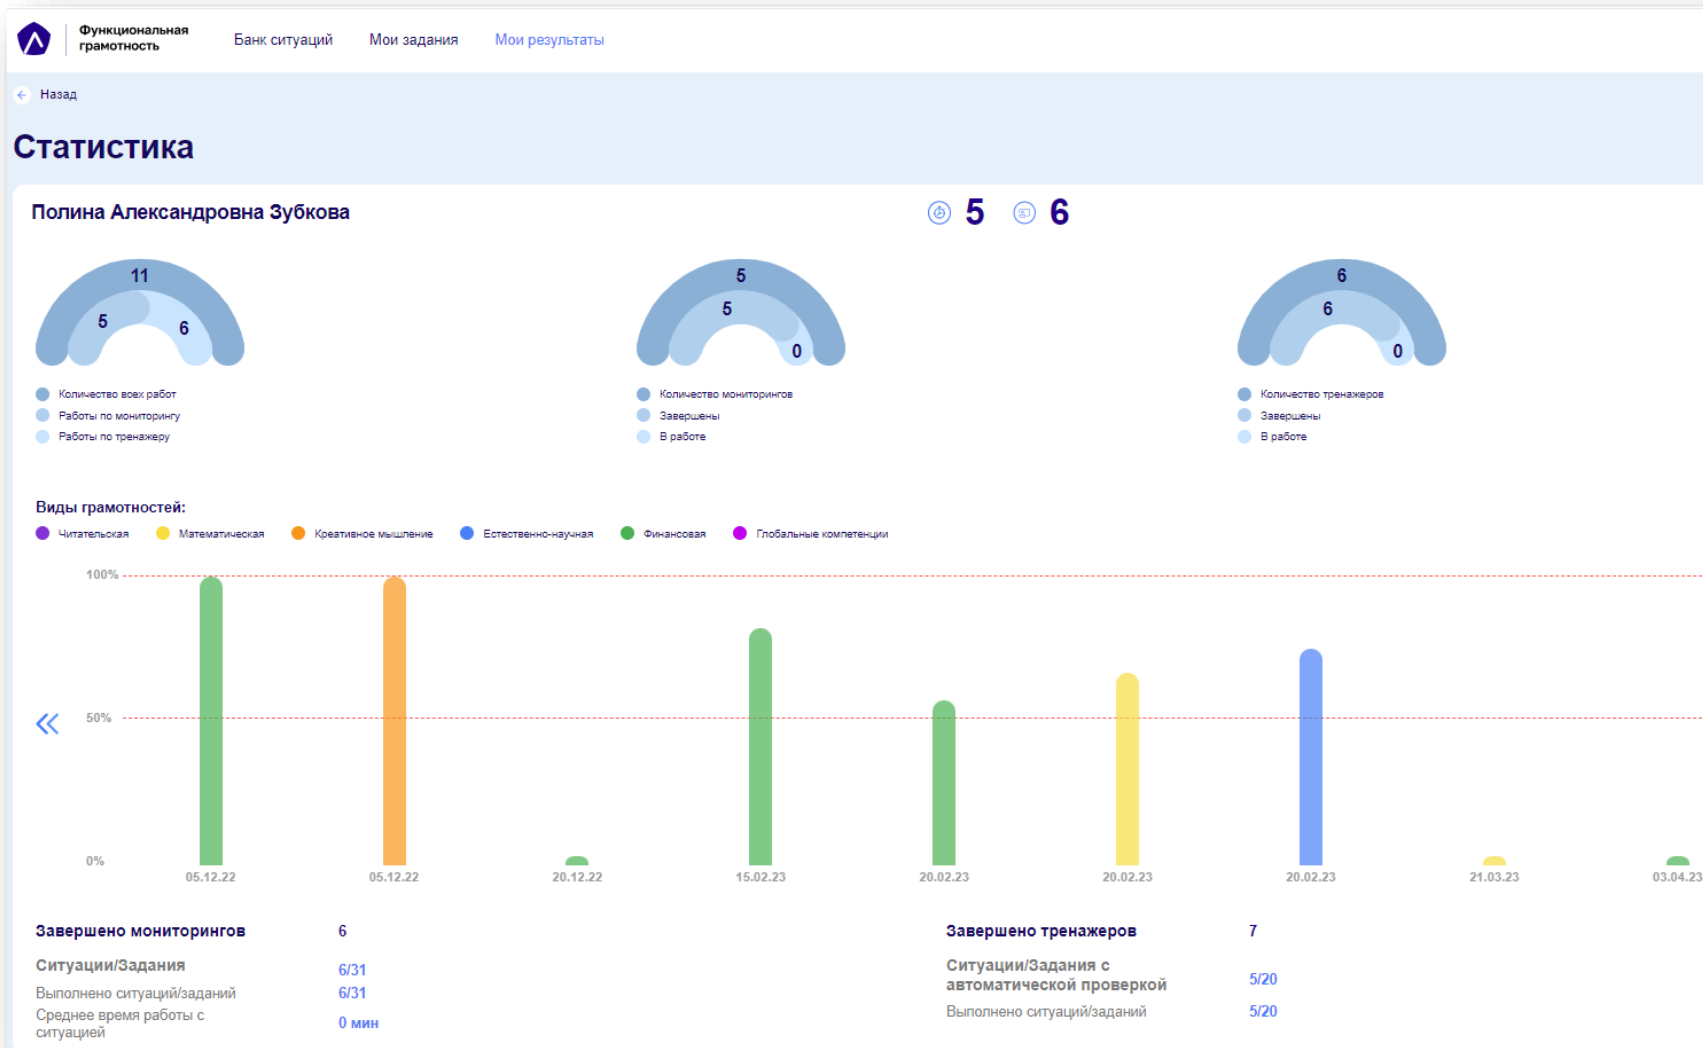 Функциональная
грамотность
Банк ситуаций Мои задания Мои результаты
Назад
Статистика
Полина Александровна Зубкова 5 6
11
5 6
Количество всех работ
Работы по мониторингу
Работы по тренажеру
5
5
0
Количество мониторингов
Завершены
В работе
6
6
0
Количество тренажеров
Завершены
В работе
Виды грамотностей:
Читательская Математическая Креативное мышление Естественно-научная Финансовая Глобальные компетенции
100%
50%
0%
05.12.22 05.12.22 20.12.22 15.02.23 20.02.23 20.02.23 20.02.23 21.03.23 03.04.23
Завершено мониторингов 6
Ситуации/Задания 6/31
Выполнено ситуаций/заданий 6/31
Среднее время работы с
ситуацией 0 мин
Завершено тренажеров 7
Ситуации/Задания с
автоматической проверкой 5/20
Выполнено ситуаций/заданий 5/20